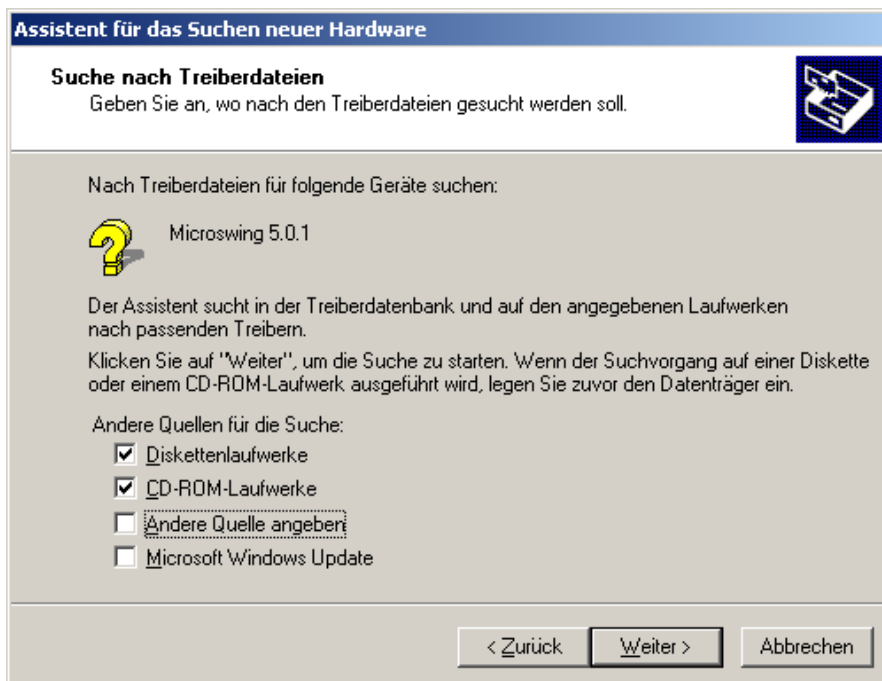 Assistent für das Suchen neuer Hardware
Suche nach Treiberdateien
Geben Sie an, wo nach den Treiberdateien gesucht werden soll.
Nach Treiberdateien für folgende Geräte suchen:
Microswing 5.0.1
Der Assistent sucht in der Treiberdatenbank und auf den angegebenen Laufwerken
nach passenden Treibern.
Klicken Sie auf "Weiter", um die Suche zu starten. Wenn der Suchvorgang auf einer Diskette
oder einem CD-ROM-Laufwerk ausgeführt wird, legen Sie zuvor den Datenträger ein.
Andere Quellen für die Suche:
Diskettenlaufwerke
CD-ROM-Laufwerke
Andere Quelle angeben
Microsoft Windows Update
< Zurück Weiter > Abbrechen